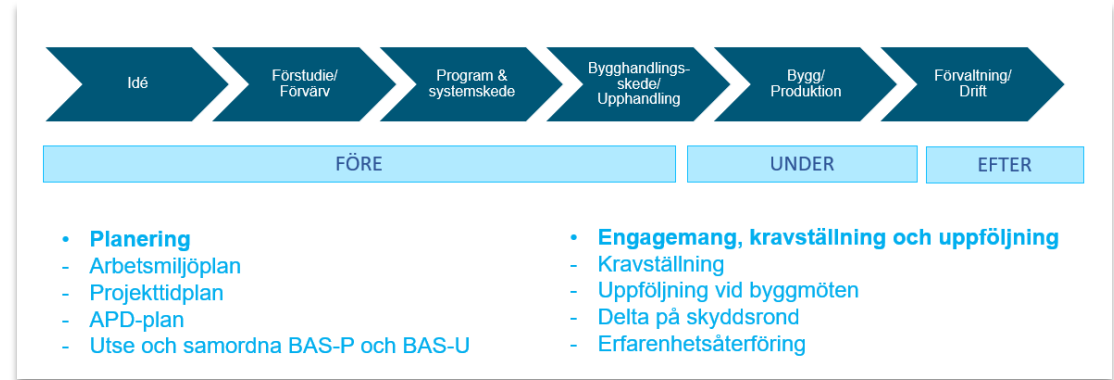 Idé
Förstudie/
Förvärv
Program &
systemskede
Bygghandlings-
skede/
Upphandling
Bygg/
Produktion
Förvaltning/
Drift
FÖRE
UNDER
EFTER
• Planering
- Arbetsmiljöplan
- Projekttidplan
- APD-plan
- Utse och samordna BAS-P och BAS-U
• Engagemang, kravställning och uppföljning
- Kravställning
- Uppföljning vid byggmöten
- Delta på skyddsrond
- Erfarenhetsåterföring